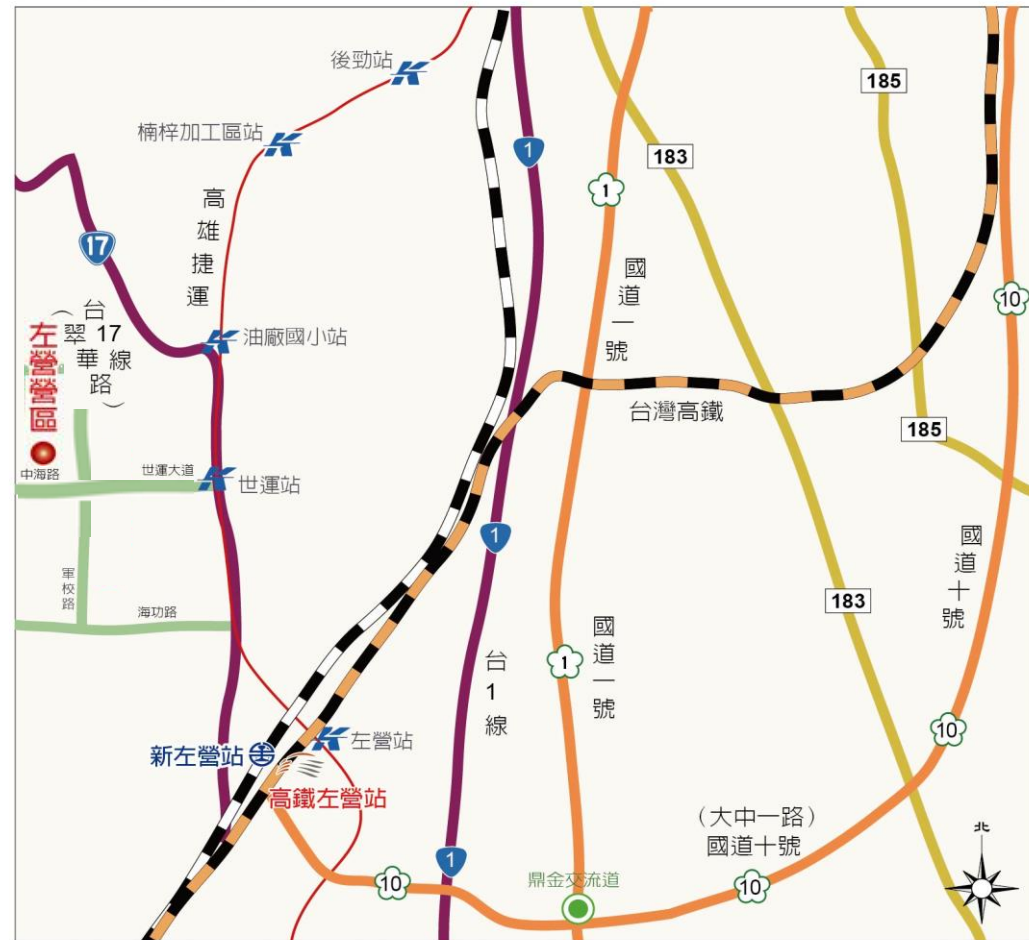 後勁站
楠梓加工區站
高雄捷運
17
台17線
（翠華路）
左營營區
中海路
世運大道
油廠國小站
世運站
軍校路
海功路
新左營站
高鐵左營站
左營站
1
1
1
台1線
1
國道一號
1
國道一號
183
183
185
185
台灣高鐵
10
國道十號
10
（大中一路）
國道十號
10
10
鼎金交流道
北